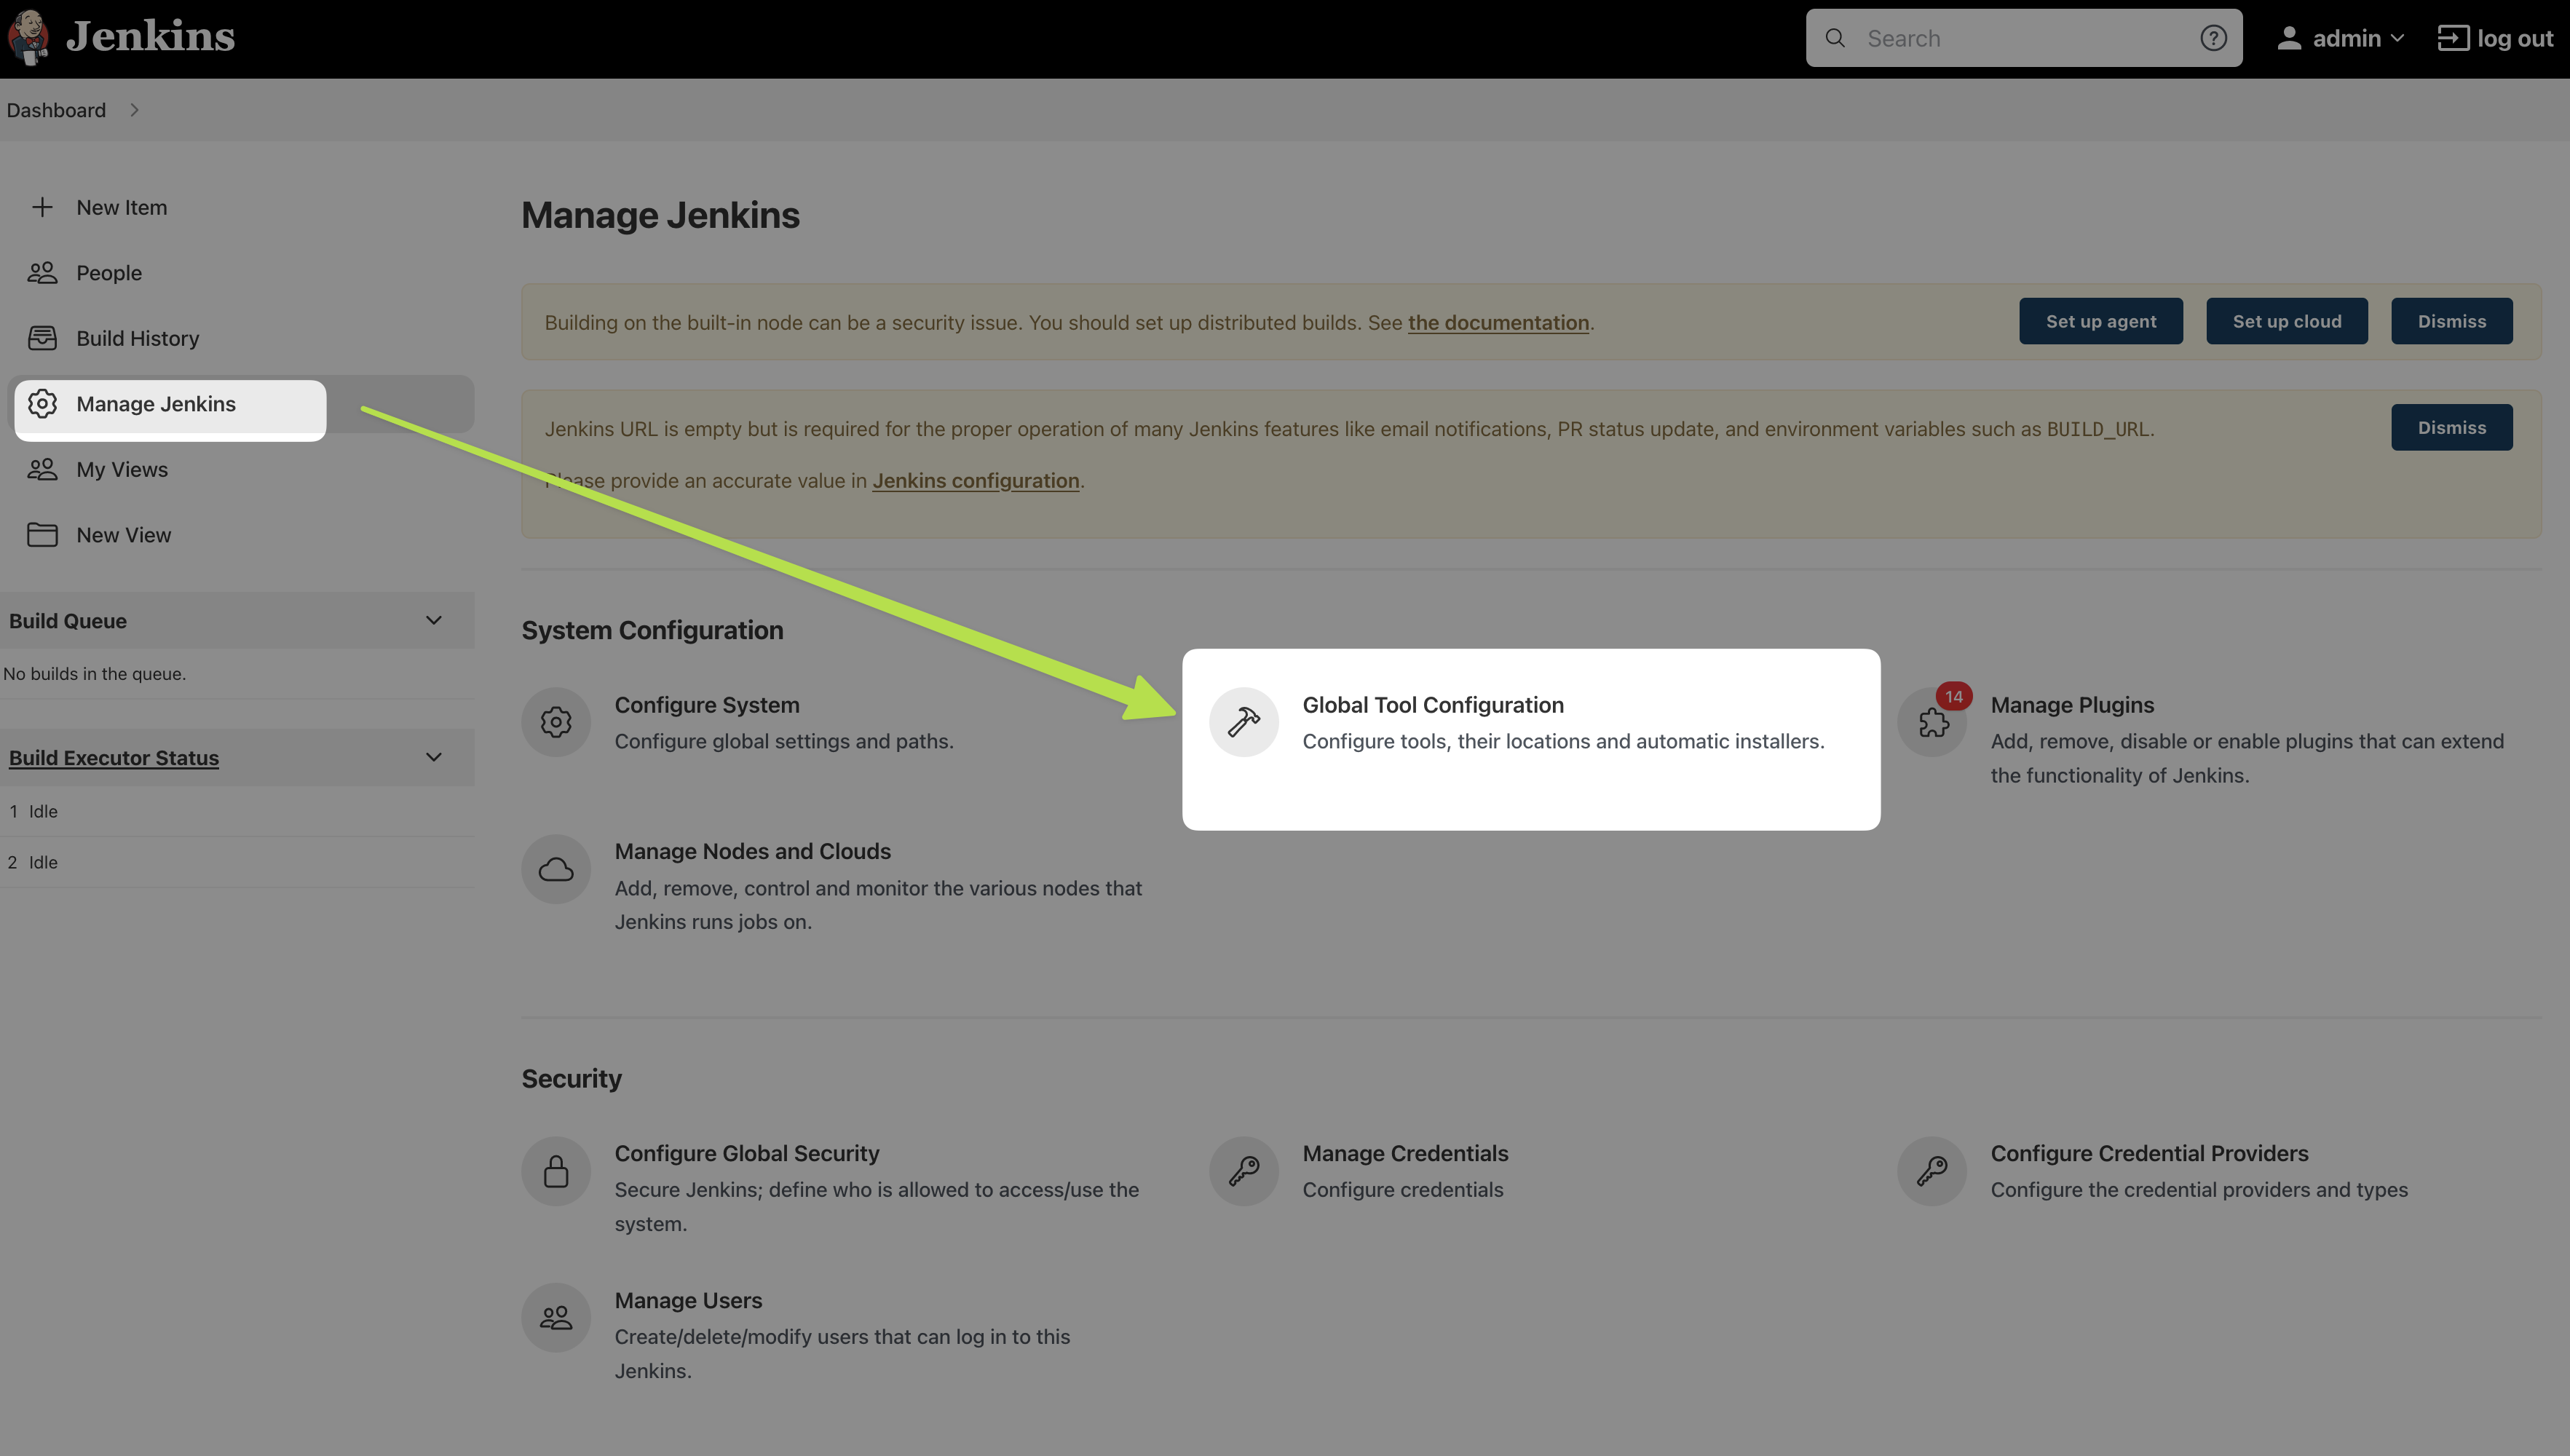 Jenkins
Search
admin
log out
Dashboard
New Item
People
Build History
Manage Jenkins
My Views
New View
Build Queue
No builds in the queue.
Build Executor Status
1 Idle
2 Idle
Manage Jenkins
Building on the built-in node can be a security issue. You should set up distributed builds. See the documentation.
Set up agent
Set up cloud
Dismiss
Jenkins URL is empty but is required for the proper operation of many Jenkins features like email notifications, PR status update, and environment variables such as BUILD_URL.
Dismiss
Please provide an accurate value in Jenkins configuration.
System Configuration
Configure System
Configure global settings and paths.
Global Tool Configuration
Configure tools, their locations and automatic installers.
14
Manage Plugins
Add, remove, disable or enable plugins that can extend
the functionality of Jenkins.
Manage Nodes and Clouds
Add, remove, control and monitor the various nodes that
Jenkins runs jobs on.
Security
Configure Global Security
Secure Jenkins; define who is allowed to access/use the
system.
Manage Credentials
Configure credentials
Configure Credential Providers
Configure the credential providers and types
Manage Users
Create/delete/modify users that can log in to this
Jenkins.